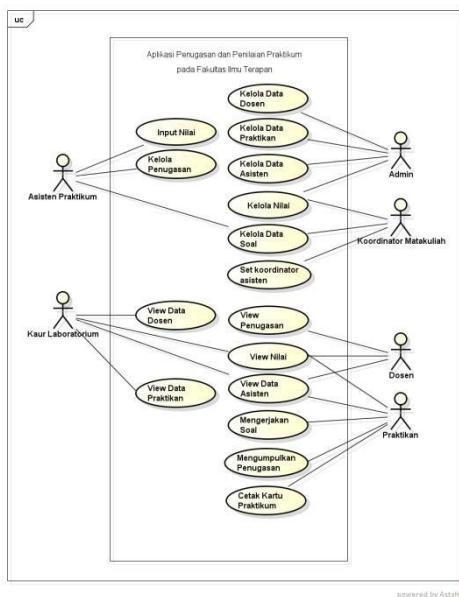 uc
Aplikasi Penugasan dan Penilaian Praktikum
pada Fakultas Ilmu Terapan
Kelola Data
Dosen
Input Nilai
Kelola Data
Praktikan
Kelola
Penugasan
Kelola Data
Asisten
Asisten Praktikum
Admin
Kelola Nilai
Kelola Data
Soal
Koordinator Matakuliah
Set koordinator
asisten
View Data
Dosen
View
Penugasan
Kaur Laboratorium
View Nilai
Dosen
View Data
Praktikan
View Data
Asisten
Mengerjakan
Soal
Praktikan
Mengumpulkan
Penugasan
Cetak Kartu
Praktikum
powered by Astah